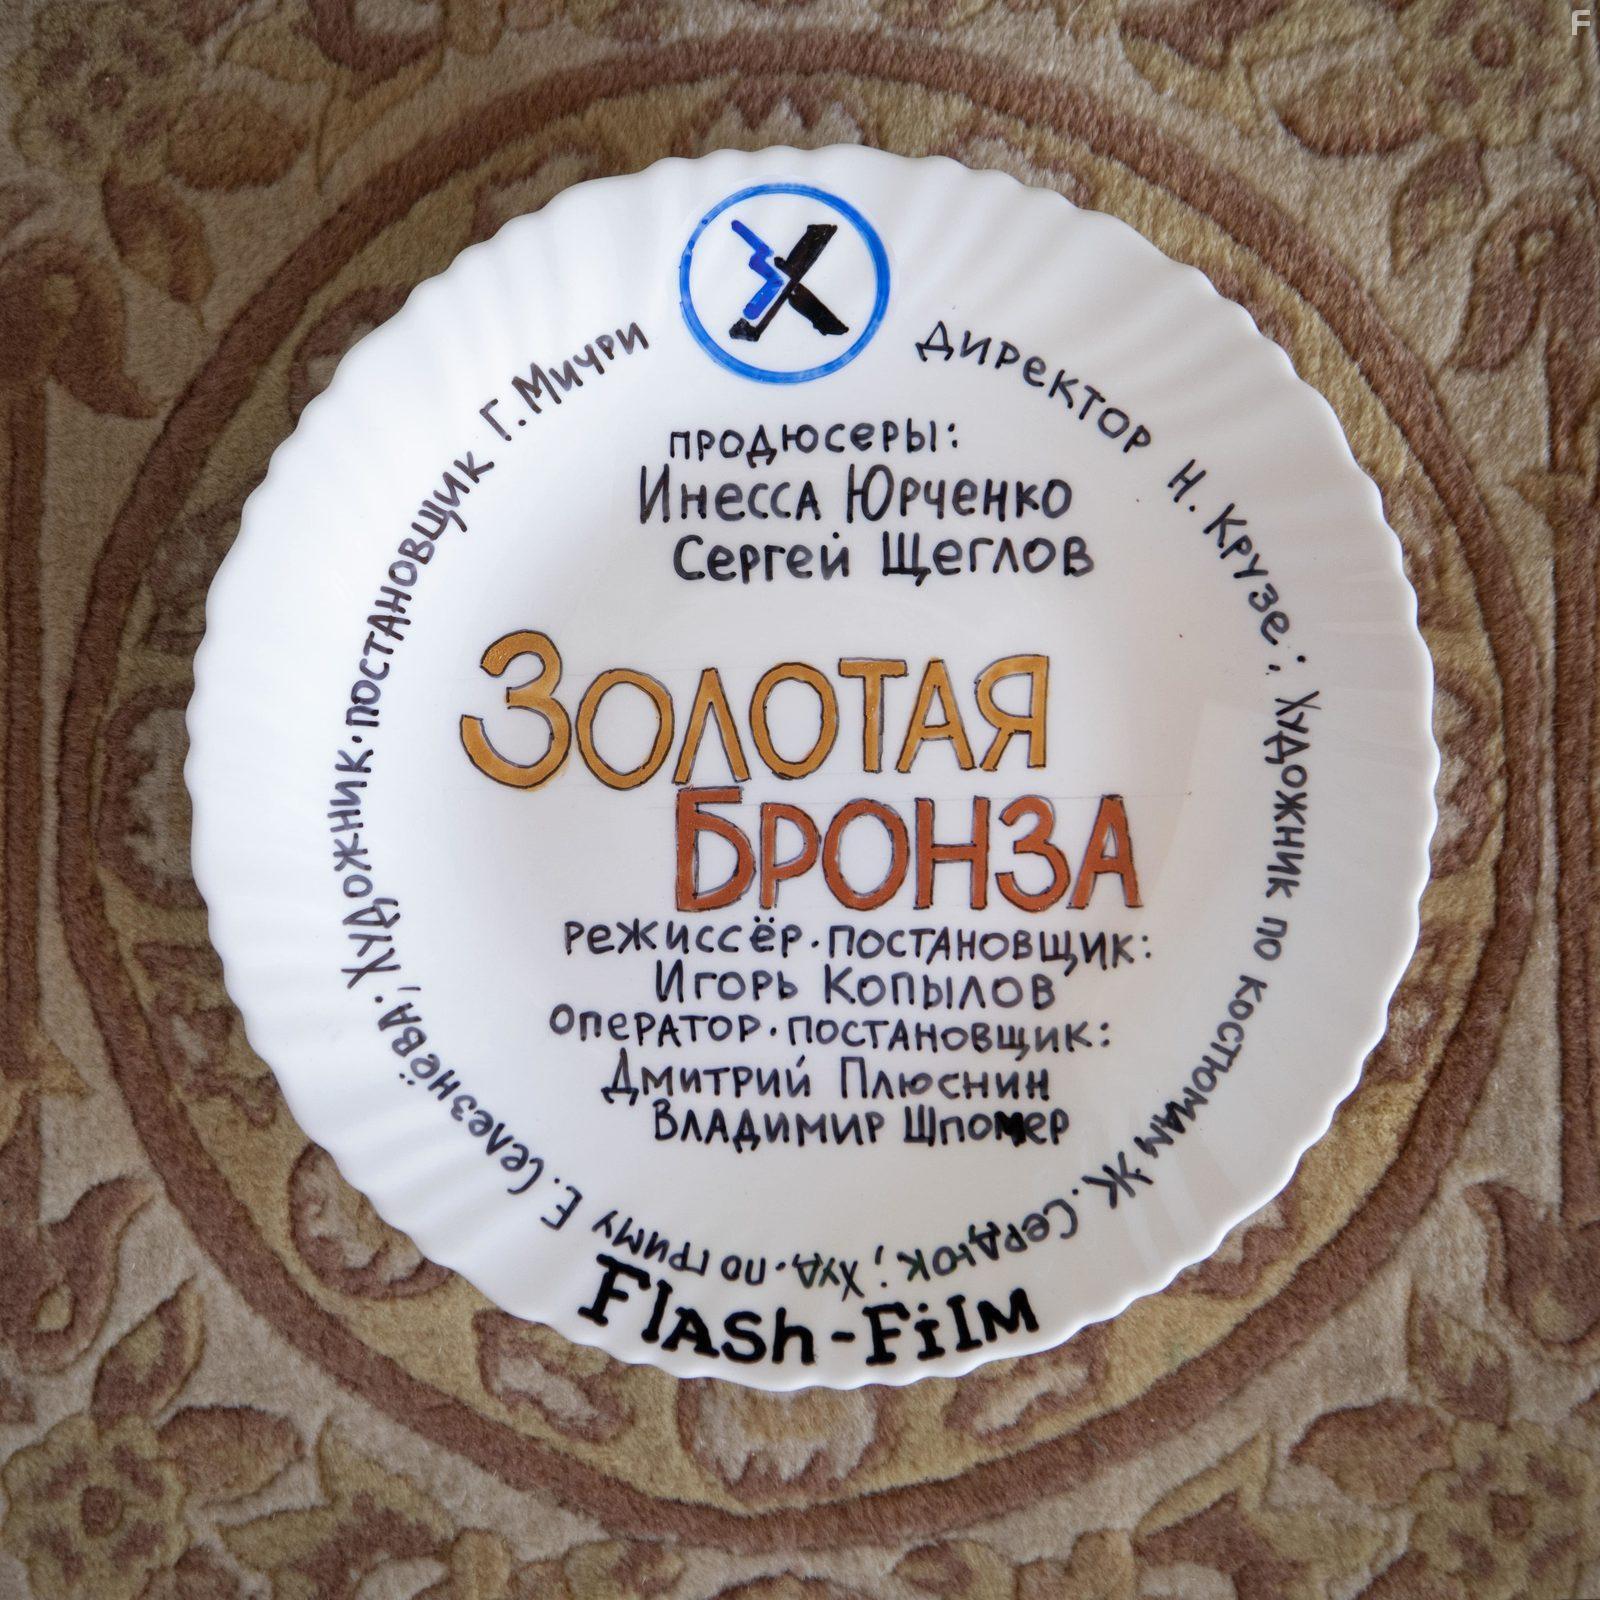 F
Х
продюсеры:
Инесса Юрченко
Сергей Щеглов
Золотая
Бронза
режиссёр·постановщик:
Игорь Копылов
оператор·постановщик:
Дмитрий Плюснин
Владимир Шпомер
директор Н. Крузе: Художник по костюмам Ж. Сердюк; Худ. по гриму Е. Селезнёва; Художник·постановщик Г. Мичри
Flash-Film